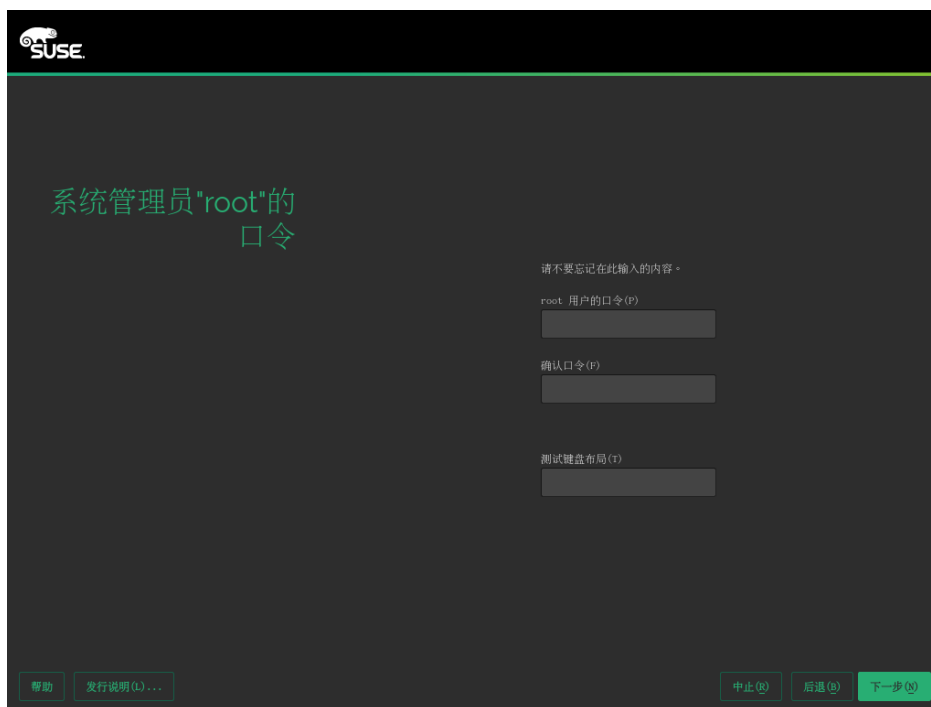 SUSE.
系统管理员"root"的
口令
请不要忘记在此输入的内容。
root 用户的口令(P)
确认口令(F)
测试键盘布局(T)
帮助
发行说明(L)...
中止(R)
后退(B)
下一步(N)